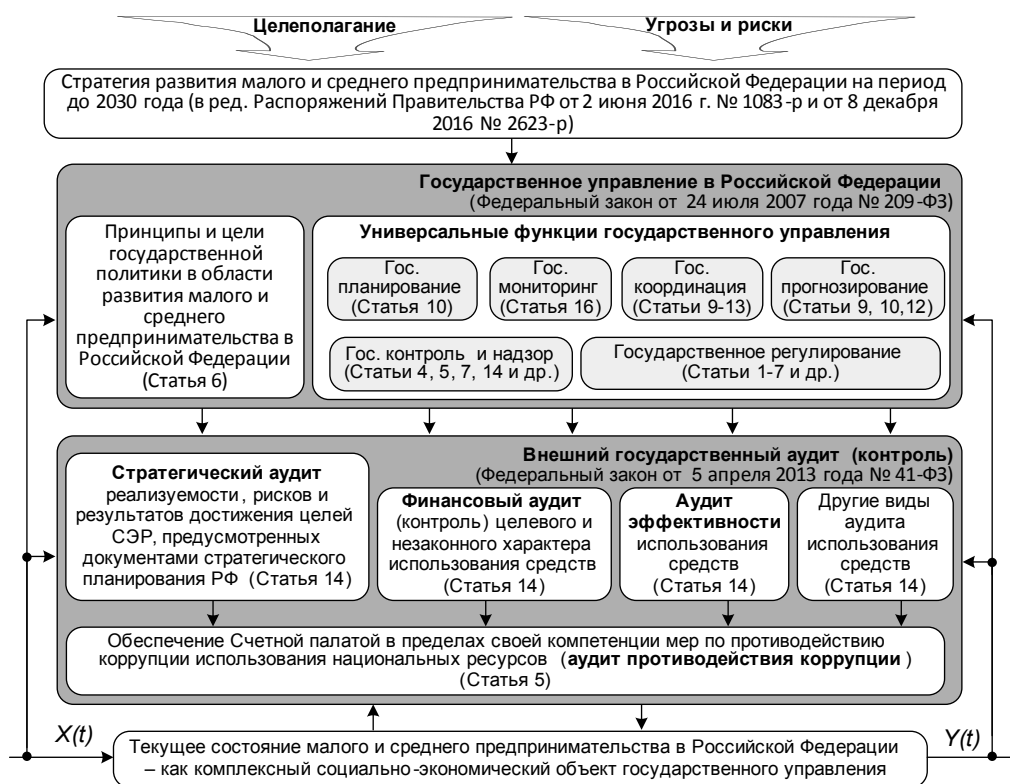 Целеполагание
Угрозы и риски
Стратегия развития малого и среднего предпринимательства в Российской Федерации на период
до 2030 года (в ред. Распоряжений Правительства РФ от 2 июня 2016 г. № 1083-р и от 8 декабря
2016 № 2623-р)
Государственное управление в Российской Федерации
(Федеральный закон от 24 июля 2007 года № 209-ФЗ)
Принципы и цели
государственной
политики в области
развития малого и
среднего
предпринимательства в
Российской Федерации
(Статья 6)
Универсальные функции государственного управления
Гос.
планирование
(Статья 10)
Гос.
мониторинг
(Статья 16)
Гос.
координация
(Статьи 9-13)
Гос.
прогнозирование
(Статьи 9, 10,12)
Гос. контроль и надзор
(Статьи 4, 5, 7, 14 и др.)
Государственное регулирование
(Статьи 1-7 и др.)
Внешний государственный аудит (контроль)
(Федеральный закон от 5 апреля 2013 года № 41-ФЗ)
Стратегический аудит
реализуемости, рисков и
результатов достижения целей
СЭР, предусмотренных
документами стратегического
планирования РФ (Статья 14)
Финансовый аудит
(контроль) целевого и
незаконного характера
использования средств
(Статья 14)
Аудит
эффективности
использования
средств
(Статья 14)
Другие виды
аудита
использования
средств
(Статья 14)
Обеспечение Счетной палатой в пределах своей компетенции мер по противодействию
коррупции использования национальных ресурсов (аудит противодействия коррупции)
(Статья 5)
X(t)
Текущее состояние малого и среднего предпринимательства в Российской Федерации
– как комплексный социально-экономический объект государственного управления
Y(t)